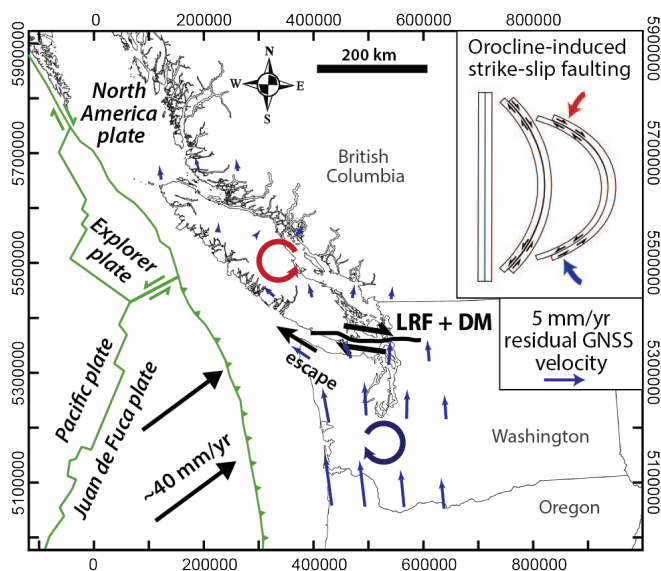 0 200000 400000 600000 800000
5900000
5700000
5500000
5300000
5100000
5900000
5700000
5500000
5300000
5100000
0 200000 400000 600000 800000
North
America
plate
N
W E
S
200 km
British
Columbia
Orocline-induced
strike-slip faulting
Explorer
plate
Pacific plate
Juan de Fuca plate
~40 mm/yr
LRF + DM
escape
5 mm/yr
residual GNSS
velocity
Washington
Oregon